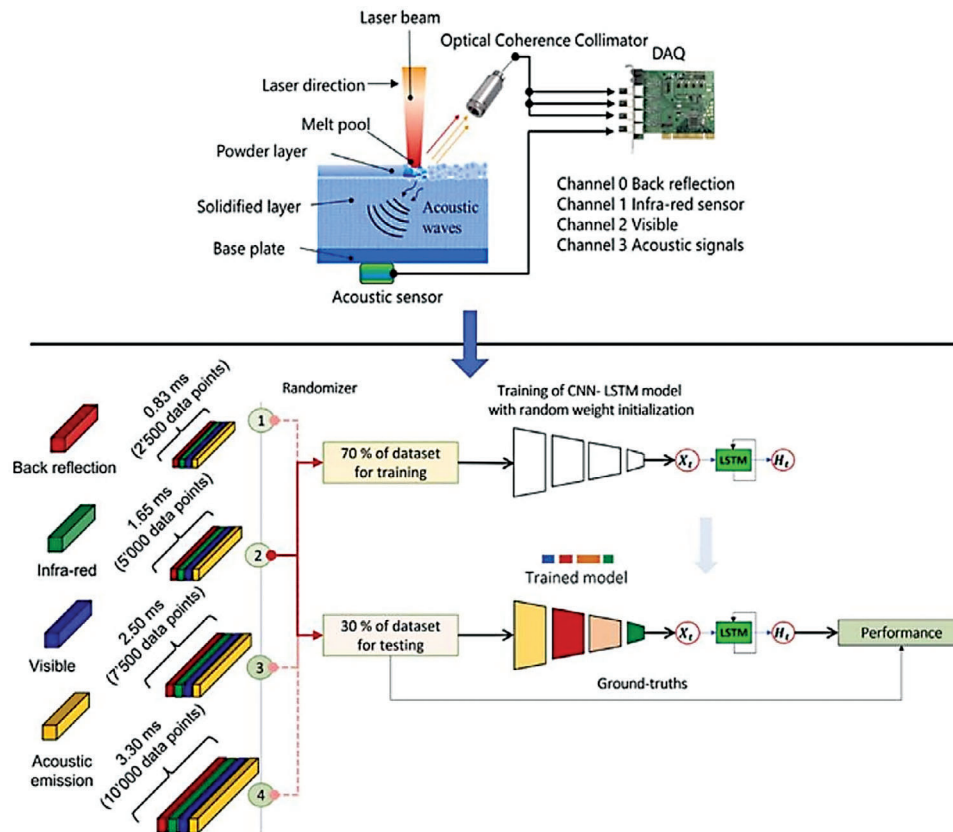 Laser beam
Optical Coherence Collimator
DAQ
Laser direction
Melt pool
Powder layer
Solidified layer
Acoustic
waves
Base plate
Acoustic sensor
Channel 0 Back reflection
Channel 1 Infra-red sensor
Channel 2 Visible
Channel 3 Acoustic signals
Back reflection
Infra-red
Visible
Acoustic
emission
0.83 ms
(2'500 data points)
1.65 ms
(5'000 data points)
2.50 ms
(7'500 data points)
3.30 ms
(10'000 data points)
Randomizer
1
2
3
4
70 % of dataset
for training
Training of CNN- LSTM model
with random weight initialization
Xt
LSTM
Ht
30 % of dataset
for testing
Trained model
Xt
LSTM
Ht
Performance
Ground-truths